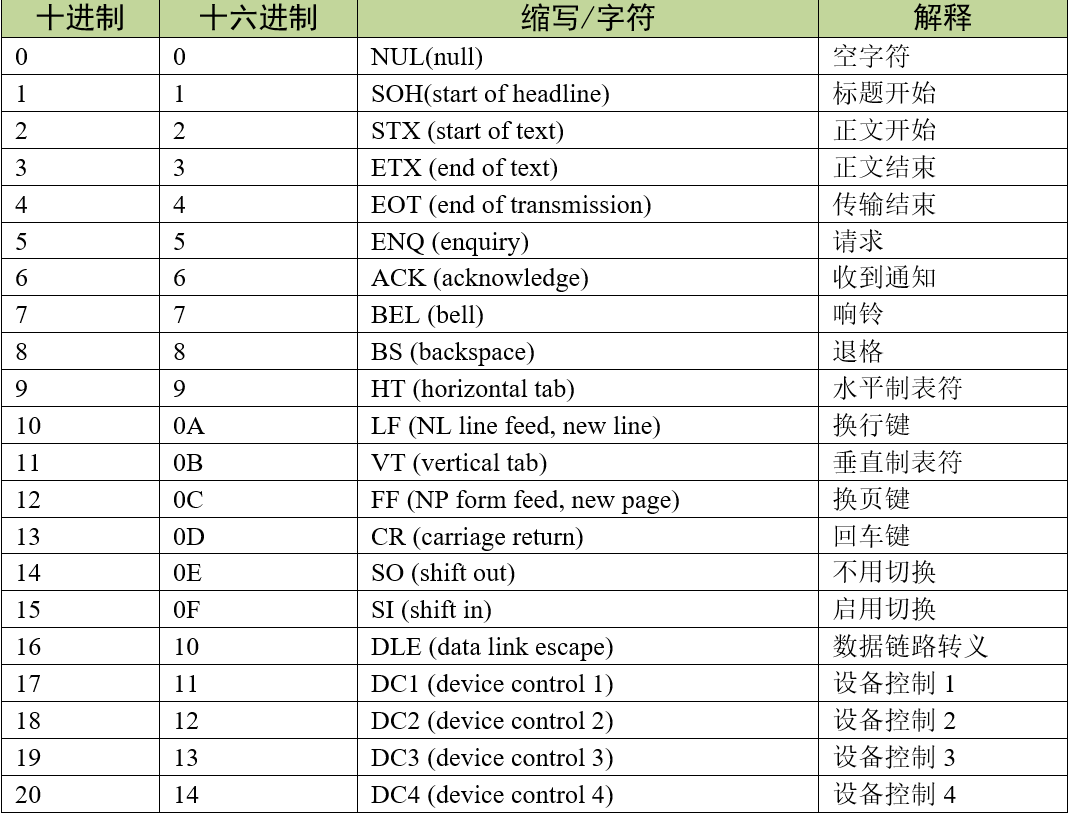 十进制 十六进制 缩写/字符 解释
0 0 NUL(null) 空字符
1 1 SOH(start of headline) 标题开始
2 2 STX (start of text) 正文开始
3 3 ETX (end of text) 正文结束
4 4 EOT (end of transmission) 传输结束
5 5 ENQ (enquiry) 请求
6 6 ACK (acknowledge) 收到通知
7 7 BEL (bell) 响铃
8 8 BS (backspace) 退格
9 9 HT (horizontal tab) 水平制表符
10 0A LF (NL line feed, new line) 换行键
11 0B VT (vertical tab) 垂直制表符
12 0C FF (NP form feed, new page) 换页键
13 0D CR (carriage return) 回车键
14 0E SO (shift out) 不用切换
15 0F SI (shift in) 启用切换
16 10 DLE (data link escape) 数据链路转义
17 11 DC1 (device control 1) 设备控制 1
18 12 DC2 (device control 2) 设备控制 2
19 13 DC3 (device control 3) 设备控制 3
20 14 DC4 (device control 4) 设备控制 4